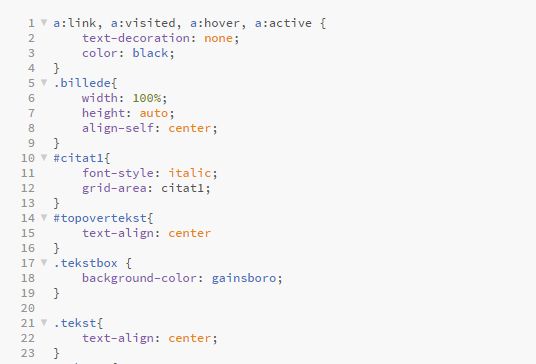 1 a:link, a:visited, a:hover, a:active {
2 text-decoration: none;
3 color: black;
4 }
5 .billede{
6 width: 100%;
7 height: auto;
8 align-self: center;
9 }
10 #citat1{
11 font-style: italic;
12 grid-area: citat1;
13 }
14 #topovertekst{
15 text-align: center
16 }
17 .tekstbox {
18 background-color: gainsboro;
19 }
20
21 .tekst{
22 text-align: center;
23 }